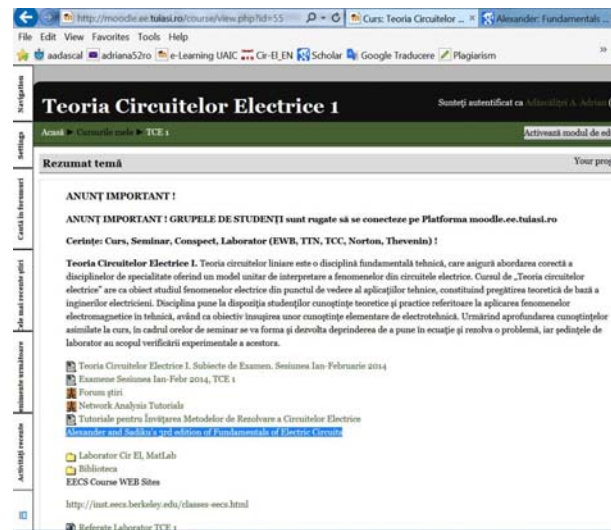 http://moodle.ee.tuiasi.ro/course/view.php?id=55
Curs: Teoria Circuitelor Electrice ...
Alexander: Fundamentals ...
File Edit View Favorites Tools Help
aadascal adriana52ro e-Learning UAIC Cir-El_EN Scholar Google Traducere Plagiarism
Navigation
Settings
Caută în forumuri
Cele mai recente știri
Evenimente următoare
Activități recente
Teoria Circuitelor Electrice 1
Sunteți autentificat ca A. Adrian
Acasă ► Cursurile mele ► TCE 1
Activează modul de ed
Rezumat temă
Your prog
ANUNȚ IMPORTANT !
ANUNȚ IMPORTANT ! GRUPELE DE STUDENȚI sunt rugate să se conecteze pe Platforma moodle.ee.tuiasi.ro
Cerințe: Curs, Seminar, Conspect, Laborator (EWB, TTN, TCC, Norton, Thevenin) !
Teoria Circuitelor Electrice I. Teoria circuitelor liniare este o disciplină fundamentală tehnică, care asigură abordarea corectă a
disciplinelor de specialitate oferind un model unitar de interpretare a fenomenelor din circuitele electrice. Cursul de „Teoria circuitelor
electrice” are ca obiect studiul fenomenelor electrice din punctul de vedere al aplicațiilor tehnice, constituind pregătirea teoretică de bază a
inginerilor electricieni. Disciplina pune la dispoziția studenților cunoștințe teoretice și practice referitoare la aplicarea fenomenelor
electromagnetice în tehnică, având ca obiectiv însușirea unor cunoștințe elementare de electrotehnică. Urmărind aprofundarea cunoștințelor
asimilate la curs, în cadrul orelor de seminar se va forma și dezvolta deprinderea de a pune în ecuație și rezolva o problemă, iar ședințele de
laborator au scopul verificării experimentale a acestora.
Teoria Circuitelor Electrice I. Subiecte de Examen. Sesiunea Ian-Februarie 2014
Examene Sesiunea Ian-Febr 2014, TCE 1
Forum știri
Network Analysis Tutorials
Tutoriale pentru Învățarea Metodelor de Rezolvare a Circuitelor Electrice
Alexander and Sadiku's 3rd edition of Fundamentals of Electric Circuits
Laborator Cir El, MatLab
Biblioteca
EECS Course WEB Sites
http://inst.eecs.berkeley.edu/classes-eecs.html
Referate Laborator TCE 1